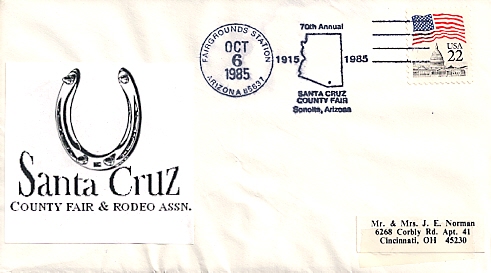 FAIRGROUNDS STATION
OCT
6
1985
ARIZONA 85637
70th Annual
1915 1985
SANTA CRUZ
COUNTY FAIR
Sonoita, Arizona
USA
22
Santa Cruz
COUNTY FAIR & RODEO ASSN.
Mr. & Mrs. J. E. Norman
6268 Corbly Rd. Apt. 41
Cincinnati, OH 45230